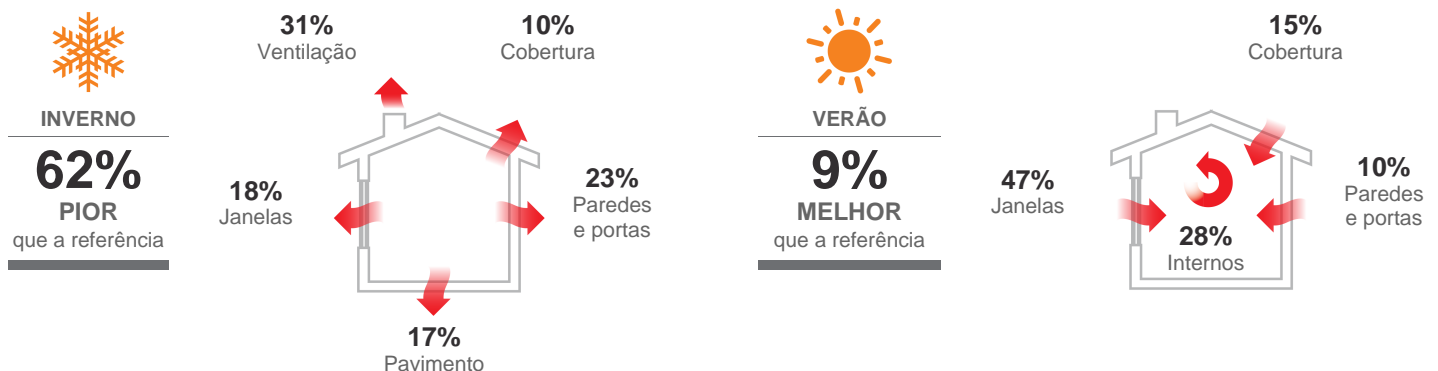 INVERNO
62%
PIOR
que a referência
31%
Ventilação
10%
Cobertura
18%
Janelas
23%
Paredes
e portas
17%
Pavimento
VERÃO
9%
MELHOR
que a referência
15%
Cobertura
47%
Janelas
10%
Paredes
e portas
28%
Internos